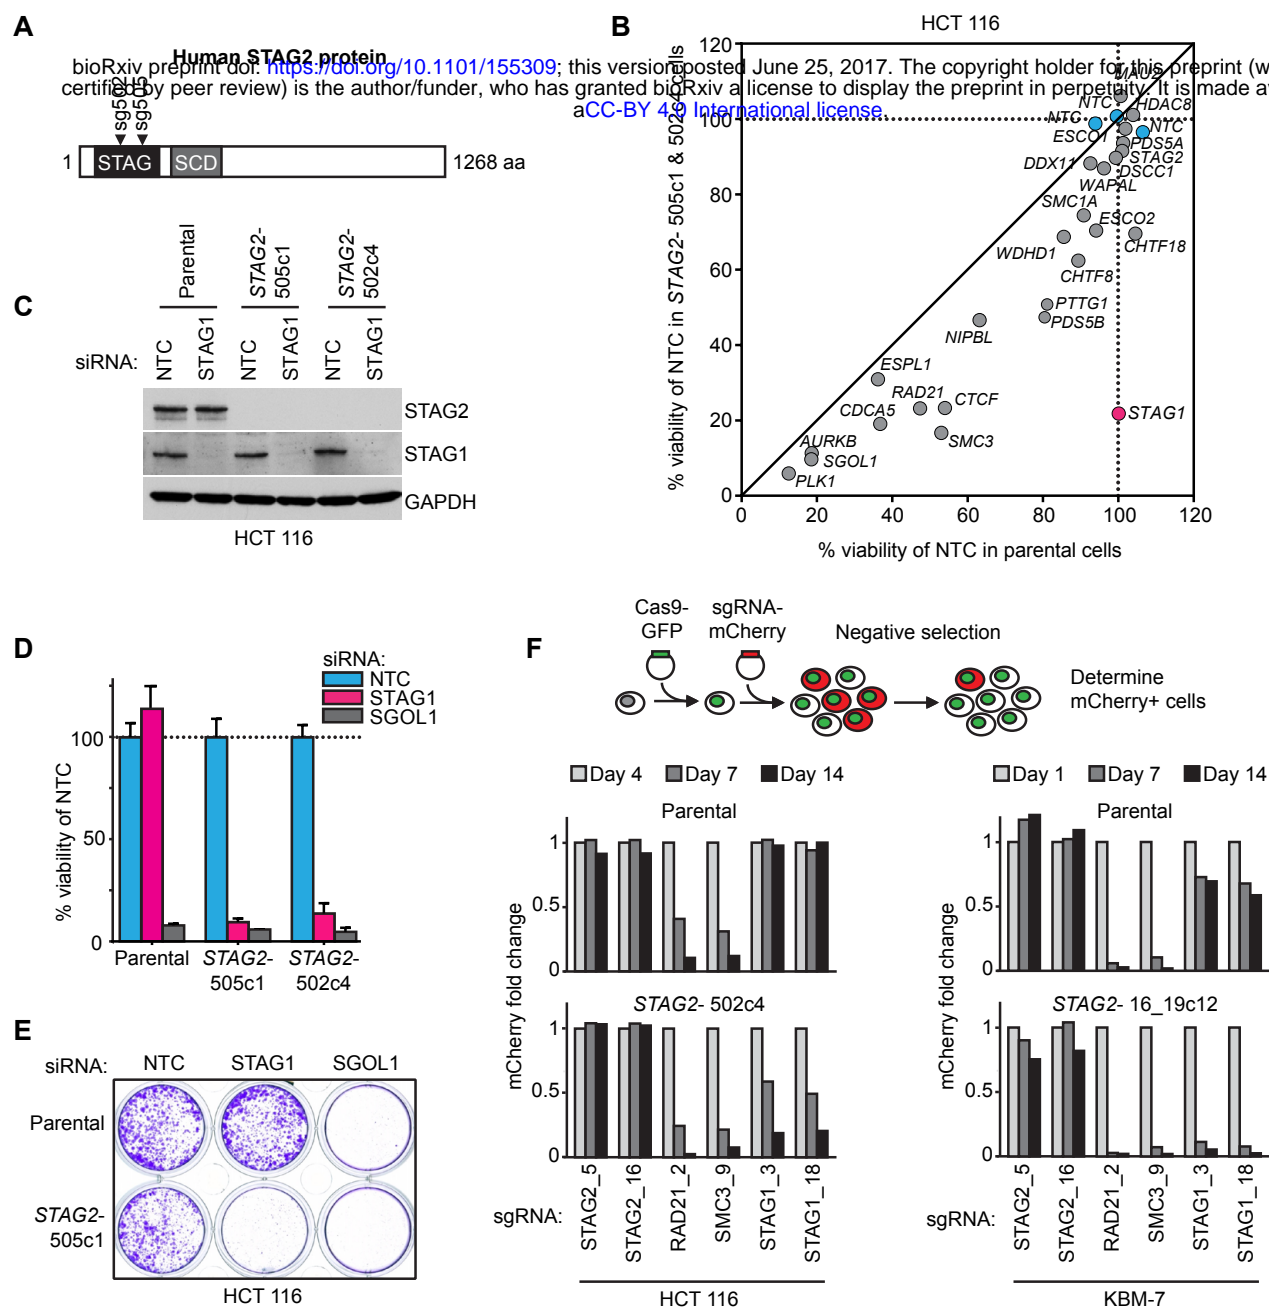 A
Human STAG2 protein
bioRxiv preprint doi: https://doi.org/10.1101/155309; this version posted June 25, 2017. The copyright holder for this preprint (w
certified by peer review) is the author/funder, who has granted bioRxiv a license to display the preprint in perpetuity. It is made av
aCC-BY 4.0 International license.
sg502
sg505
1
STAG
SCD
1268 aa
B
HCT 116
% viability of NTC in STAG2- 505c1 & 502c4 cells
120
100
80
60
40
20
0
MAU2
NTC
HDAC8
NTC
NTC
ESCO1
PDS5A
STAG2
DDX11
DSCC1
WAPAL
SMC1A
ESCO2
WDHD1
CHTF18
CHTF8
PTTG1
PDS5B
NIPBL
ESPL1
RAD21
CTCF
CDCA5
STAG1
SMC3
AURKB
SGOL1
PLK1
0
20
40
60
80
100
120
% viability of NTC in parental cells
C
Parental
STAG2-
505c1
STAG2-
502c4
siRNA:
NTC
STAG1
NTC
STAG1
NTC
STAG1
STAG2
STAG1
GAPDH
HCT 116
D
siRNA:
NTC
STAG1
SGOL1
% viability of NTC
100
50
0
Parental
STAG2-
505c1
STAG2-
502c4
E
siRNA:
NTC
STAG1
SGOL1
Parental
STAG2-
505c1
HCT 116
F
Cas9-
GFP
sgRNA-
mCherry
Negative selection
Determine
mCherry+ cells
Day 4
Day 7
Day 14
Parental
1
0.5
0
mCherry fold change
STAG2- 502c4
1
0.5
0
sgRNA:
STAG2_5
STAG2_16
RAD21_2
SMC3_9
STAG1_3
STAG1_18
HCT 116
Day 1
Day 7
Day 14
Parental
1
0.5
0
mCherry fold change
STAG2- 16_19c12
1
0.5
0
sgRNA:
STAG2_5
STAG2_16
RAD21_2
SMC3_9
STAG1_3
STAG1_18
KBM-7